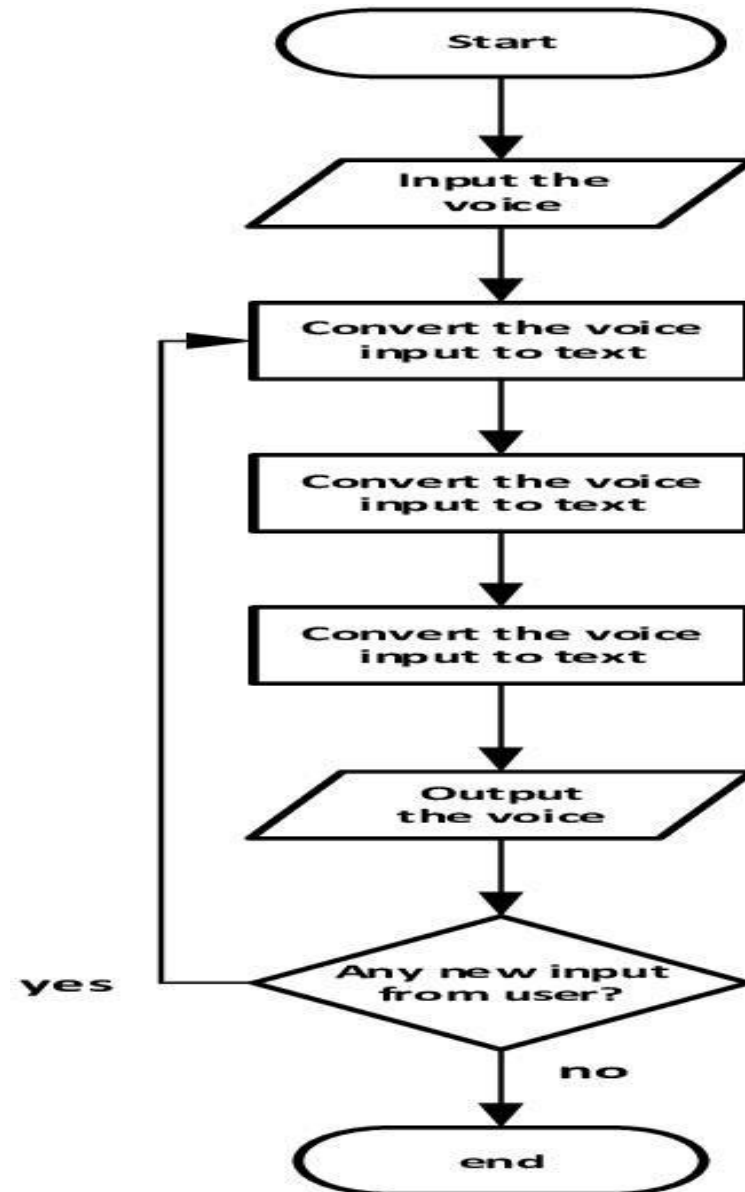 Start
Input the
voice
Convert the voice
input to text
Convert the voice
input to text
Convert the voice
input to text
Output
the voice
Any new input
from user?
yes
no
end